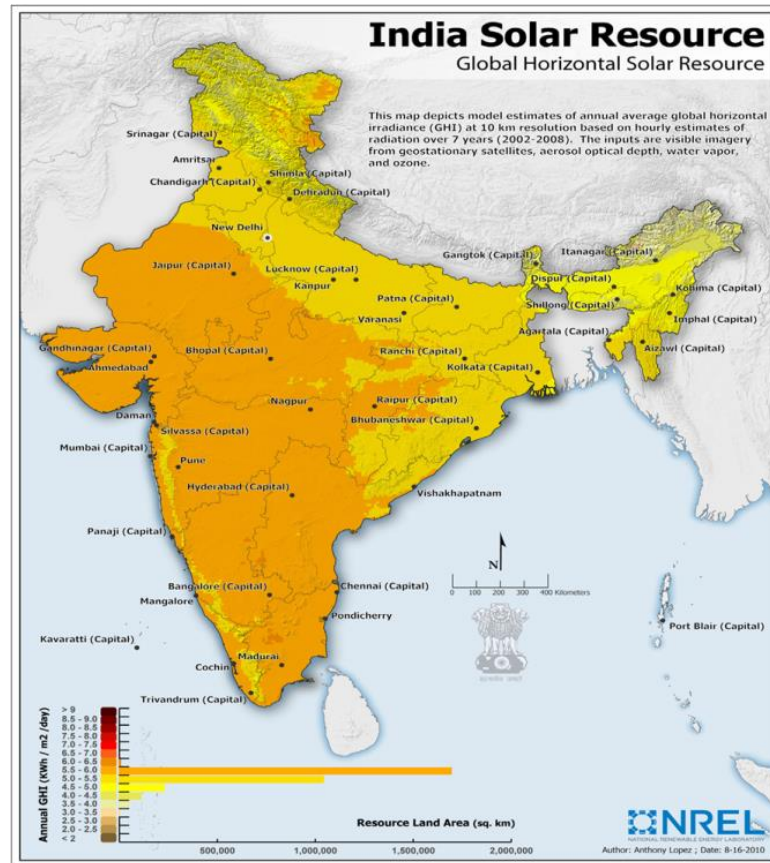 India Solar Resource
Global Horizontal Solar Resource
This map depicts model estimates of annual average global horizontal
irradiance (GHI) at 10 km resolution based on hourly estimates of
radiation over 7 years (2002-2008). The inputs are visible imagery
from geostationary satellites, aerosol optical depth, water vapor,
and ozone.
Srinagar (Capital)
Amritsar
Shimla (Capital)
Chandigarh (Capital)
Dehradun (Capital)
New Delhi
Gangtok (Capital)
Itanagar (Capital)
Jaipur (Capital)
Lucknow (Capital)
Kanpur
Dispur (Capital)
Kohima (Capital)
Patna (Capital)
Shillong (Capital)
Varanasi
Imphal (Capital)
Agartala (Capital)
Gandhinagar (Capital)
Bhopal (Capital)
Ranchi (Capital)
Aizawl (Capital)
Ahmedabad
Kolkata (Capital)
Nagpur
Raipur (Capital)
Daman
Bhubaneshwar (Capital)
Silvassa (Capital)
Mumbai (Capital)
Pune
Hyderabad (Capital)
Vishakhapatnam
Panaji (Capital)
N
Bangalore (Capital)
Chennai (Capital)
0 50 100 200 300 400 Kilometers
Mangalore
Pondicherry
Port Blair (Capital)
Kavaratti (Capital)
Madurai
Cochin
Trivandrum (Capital)
Annual GHI (KWh / m2 /day)
> 9
8.5 - 9.0
8.0 - 8.5
7.5 - 8.0
7.0 - 7.5
6.5 - 7.0
6.0 - 6.5
5.5 - 6.0
5.0 - 5.5
4.5 - 5.0
4.0 - 4.5
3.5 - 4.0
3.0 - 3.5
2.5 - 3.0
2.0 - 2.5
< 2
Resource Land Area (sq. km)
500,000 1,000,000 1,500,000 2,000,000
NREL
NATIONAL RENEWABLE ENERGY LABORATORY
Author: Anthony Lopez ; Date: 8-16-2010